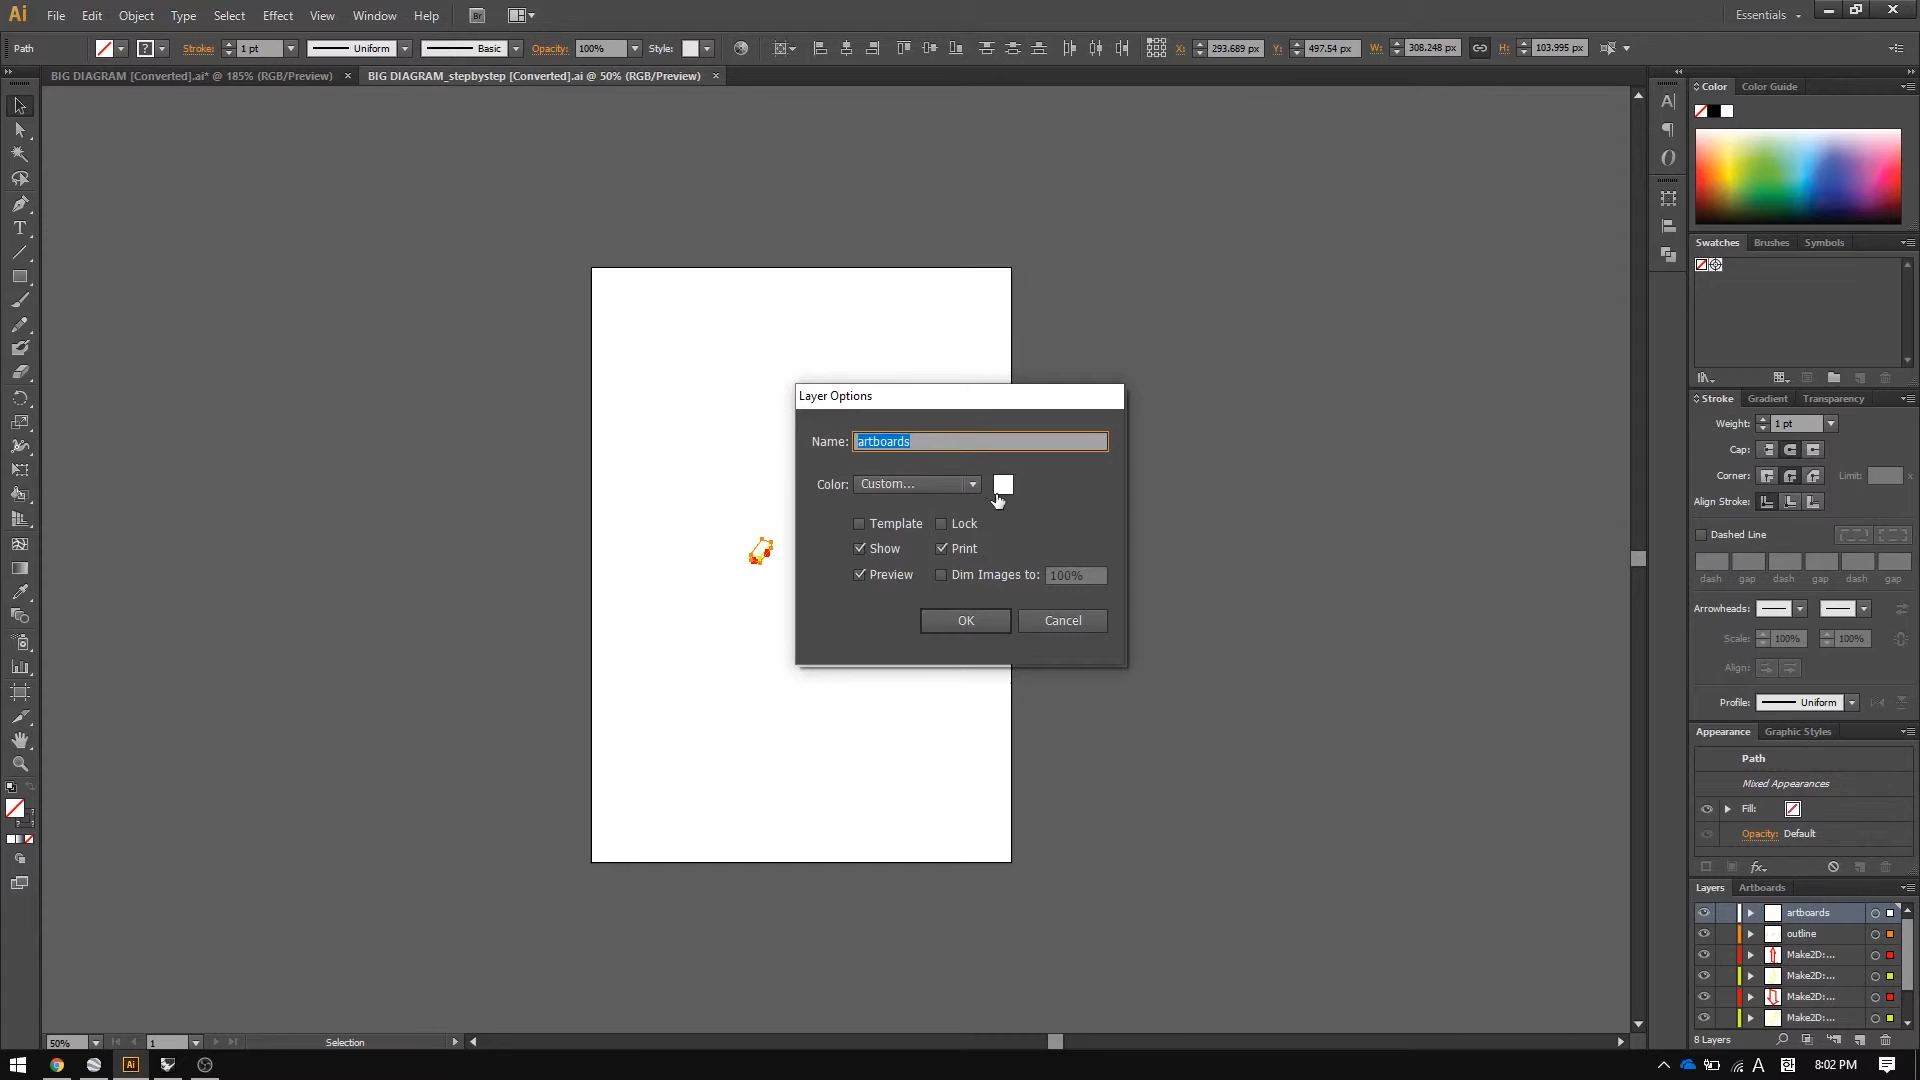 Ai File Edit Object Type Select Effect View Window Help Br Essentials
Path Stroke: 1 pt Uniform Basic Opacity: 100% Style: X: 293.689 px Y: 497.54 px W: 308.248 px H: 103.995 px
BIG DIAGRAM [Converted].ai* @ 185% (RGB/Preview) × BIG DIAGRAM_stepbystep [Converted].ai @ 50% (RGB/Preview) ×
Color Color Guide
Swatches Brushes Symbols
Layer Options
Name: artboards
Color: Custom...
Template Lock
Show Print
Preview Dim Images to: 100%
OK Cancel
Stroke Gradient Transparency
Weight: 1 pt
Cap:
Corner: Limit: x
Align Stroke:
Dashed Line
dash gap dash gap dash gap
Arrowheads:
Scale: 100% 100%
Align:
Profile: Uniform
Appearance Graphic Styles
Path
Mixed Appearances
Fill:
Opacity: Default
fx
Layers Artboards
artboards
outline
Make2D:...
Make2D:...
Make2D:...
Make2D:...
8 Layers
50% 1 Selection
Ai A 한 8:02 PM